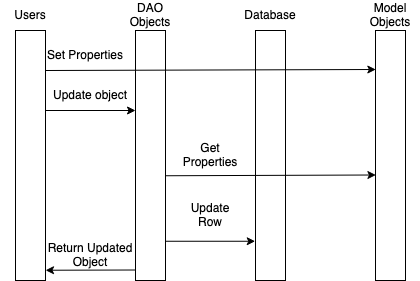 Users
DAO
Objects
Database
Model
Objects
Set Properties
Update object
Get
Properties
Update
Row
Return Updated
Object